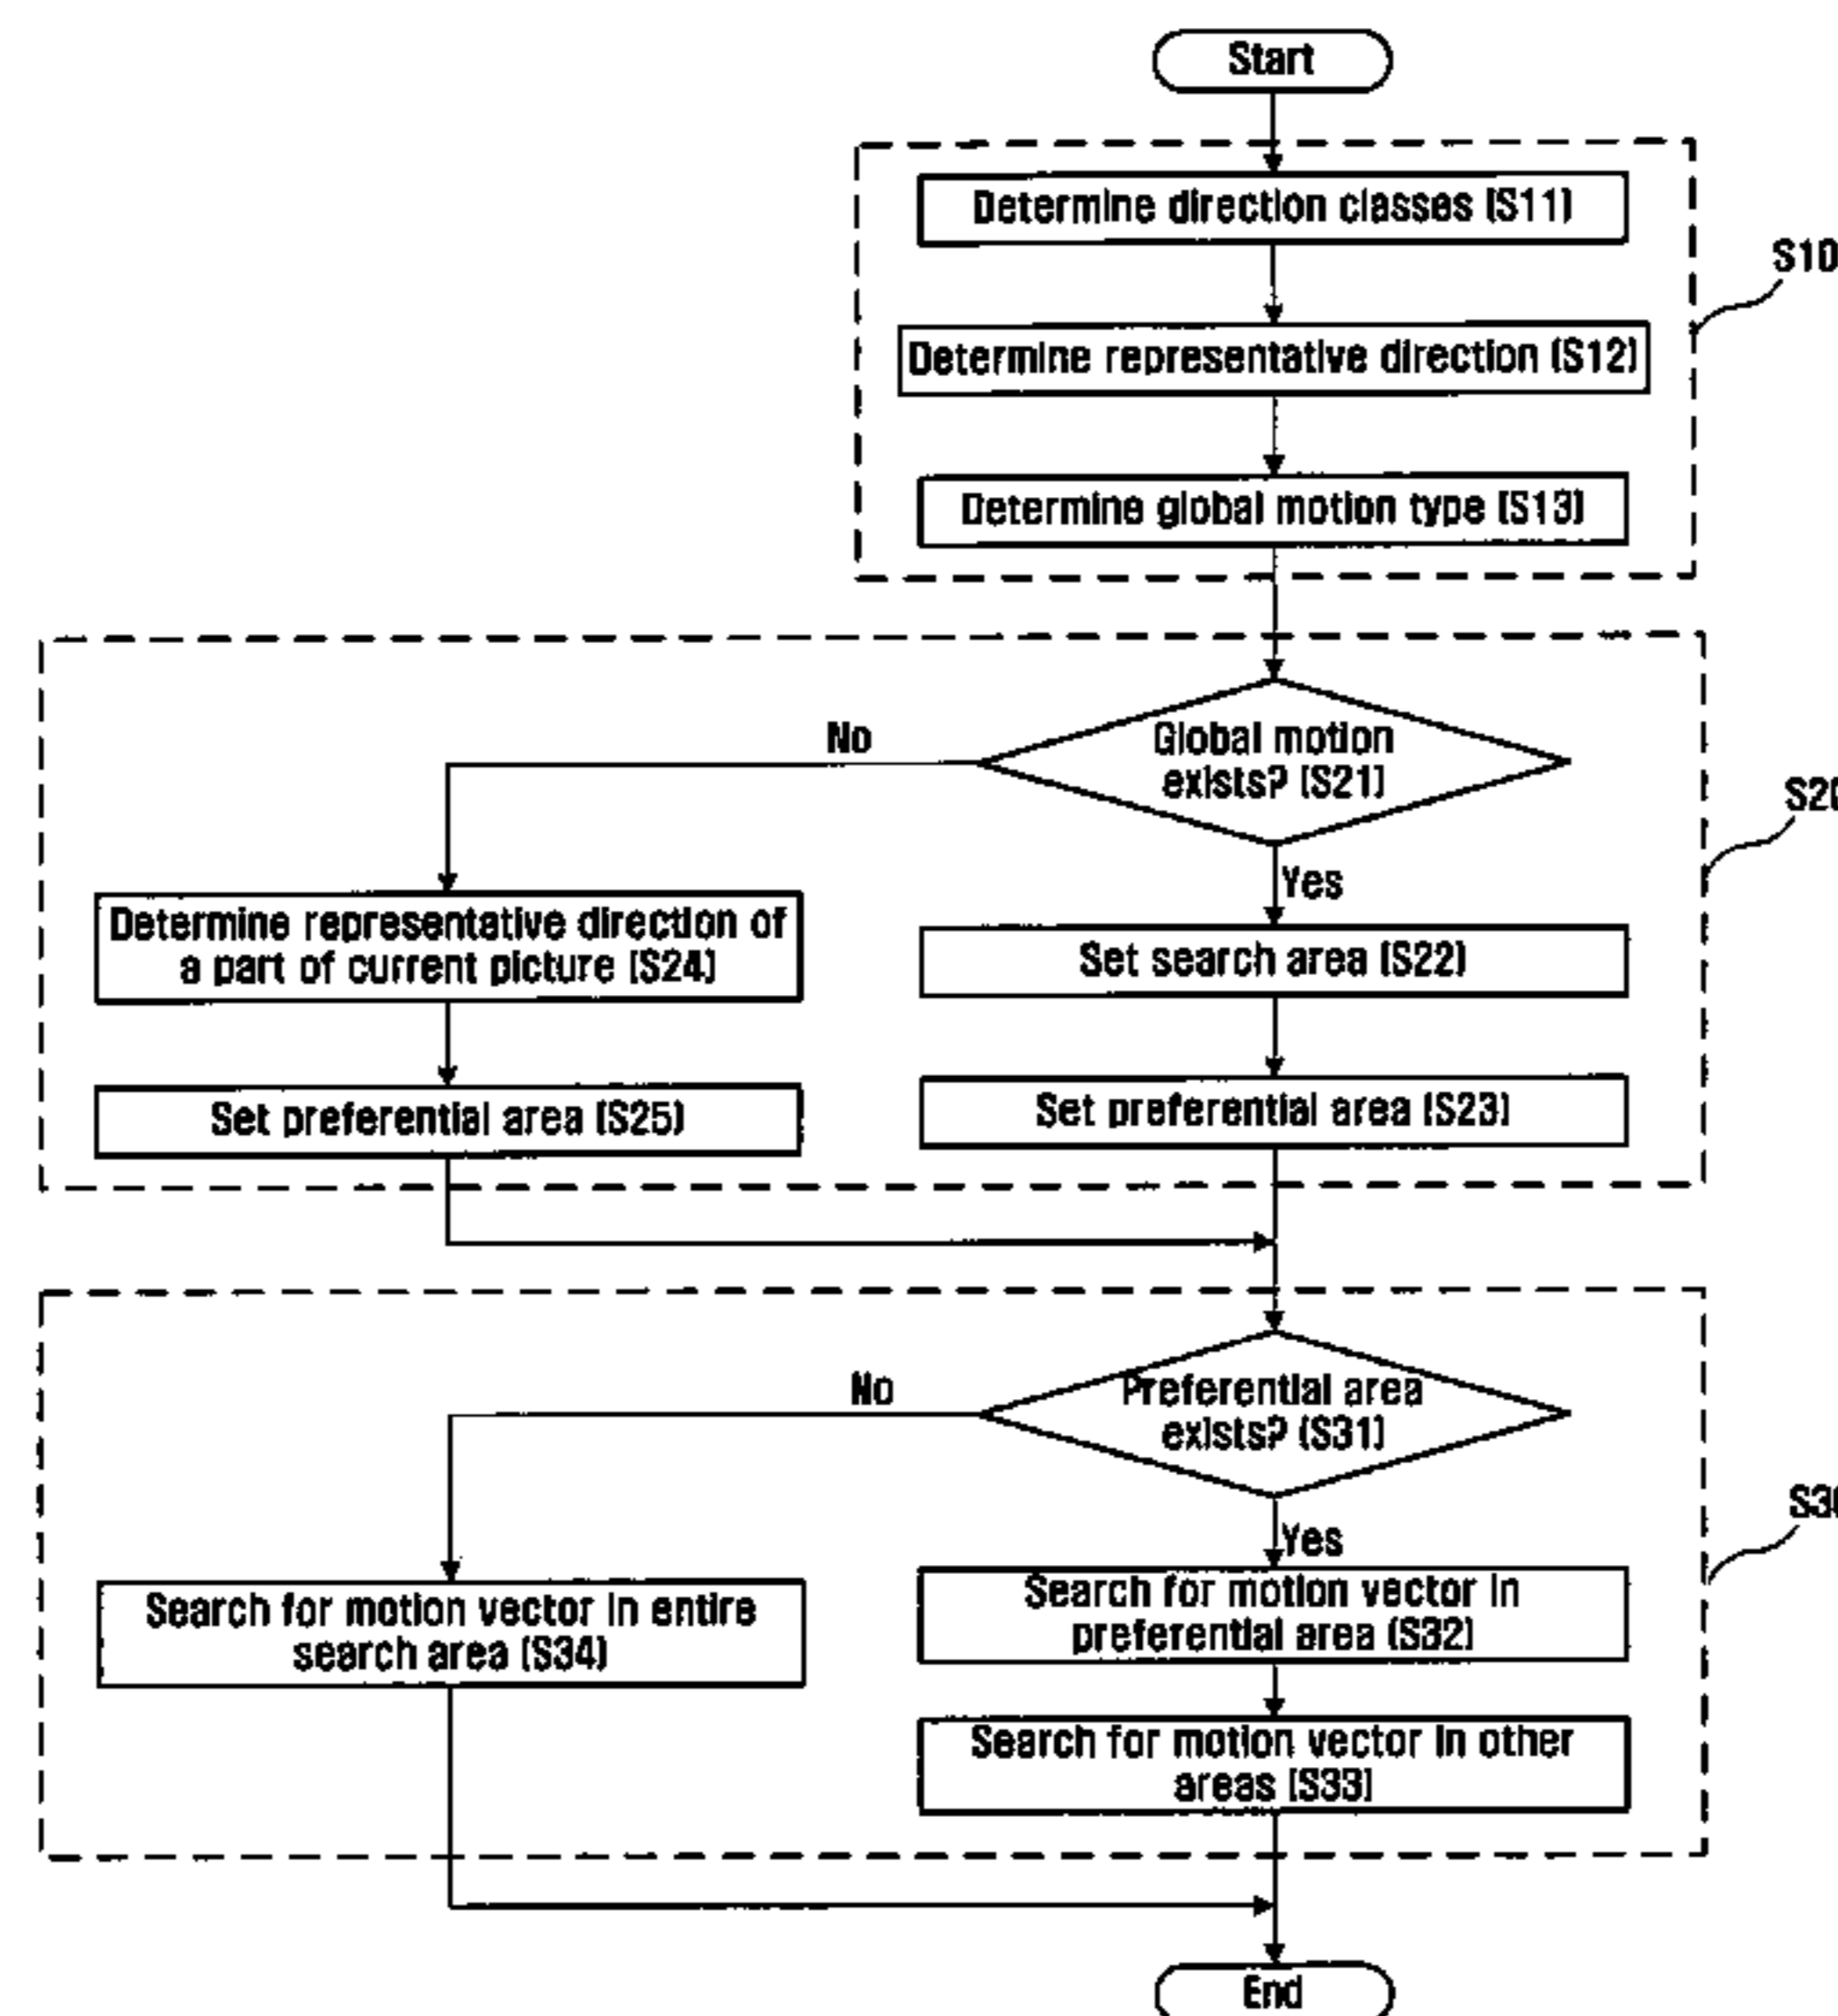 Start
Determine direction classes (S11)
S10
Determine representative direction (S12)
Determine global motion type (S13)
No
Global motion
exists? (S21)
S20
Yes
Determine representative direction of
a part of current picture (S24)
Set search area (S22)
Set preferential area (S25)
Set preferential area (S23)
No
Preferential area
exists? (S31)
S30
Yes
Search for motion vector in entire
search area (S34)
Search for motion vector in
preferential area (S32)
Search for motion vector in other
areas (S33)
End